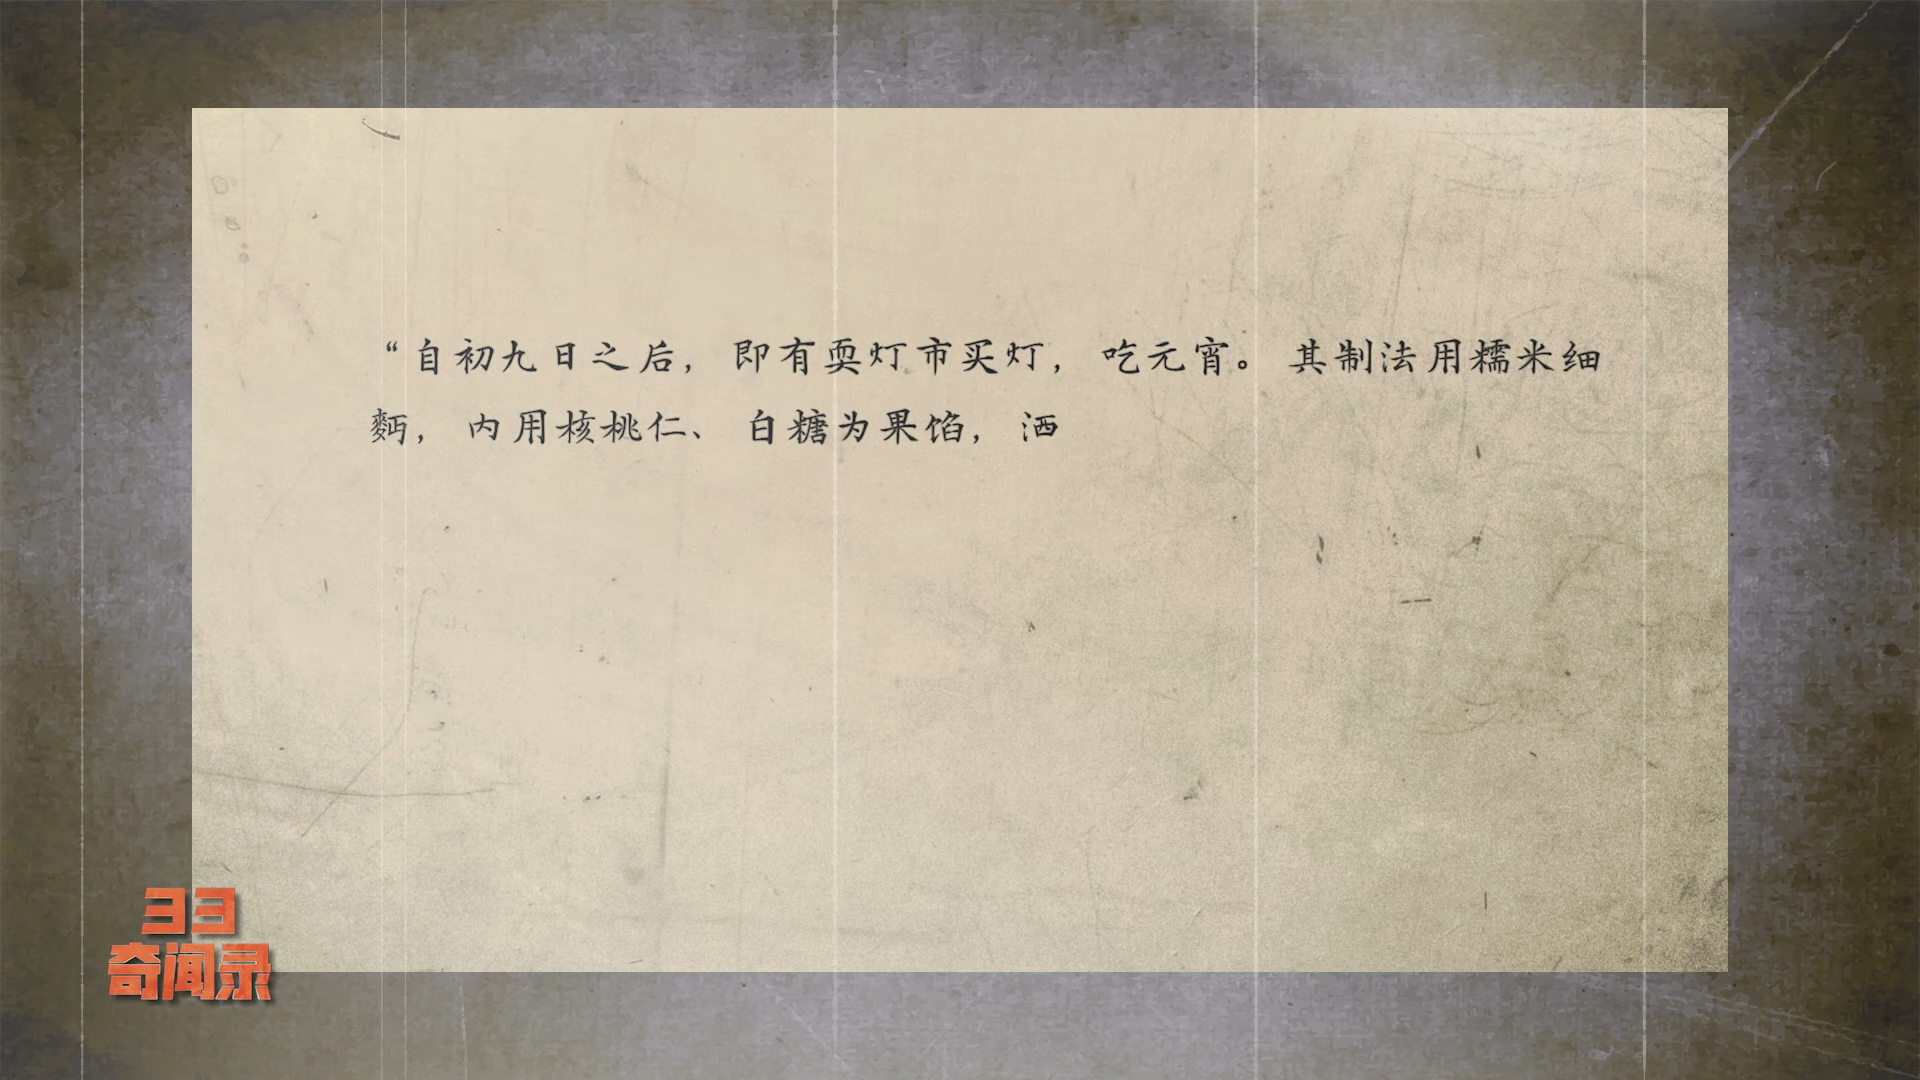 “自初九日之后，即有耍灯市买灯，吃元宵。其制法用糯米细
麪，内用核桃仁、白糖为果馅，洒
33
奇闻录